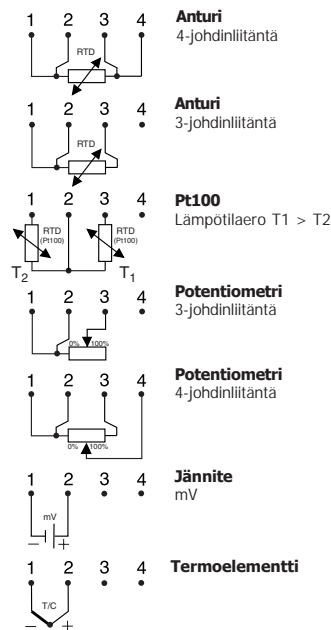 1 2 3 4
RTD
Anturi
4-johdinliitäntä
1 2 3 4
RTD
Anturi
3-johdinliitäntä
1 2 3 4
RTD
(Pt100)
RTD
(Pt100)
T2 T1
Pt100
Lämpötilaero T1 > T2
1 2 3 4
0% 100%
Potentiometri
3-johdinliitäntä
1 2 3 4
0% 100%
Potentiometri
4-johdinliitäntä
1 2 3 4
mV
− +
Jännite
mV
1 2 3 4
T/C
− +
Termoelementti